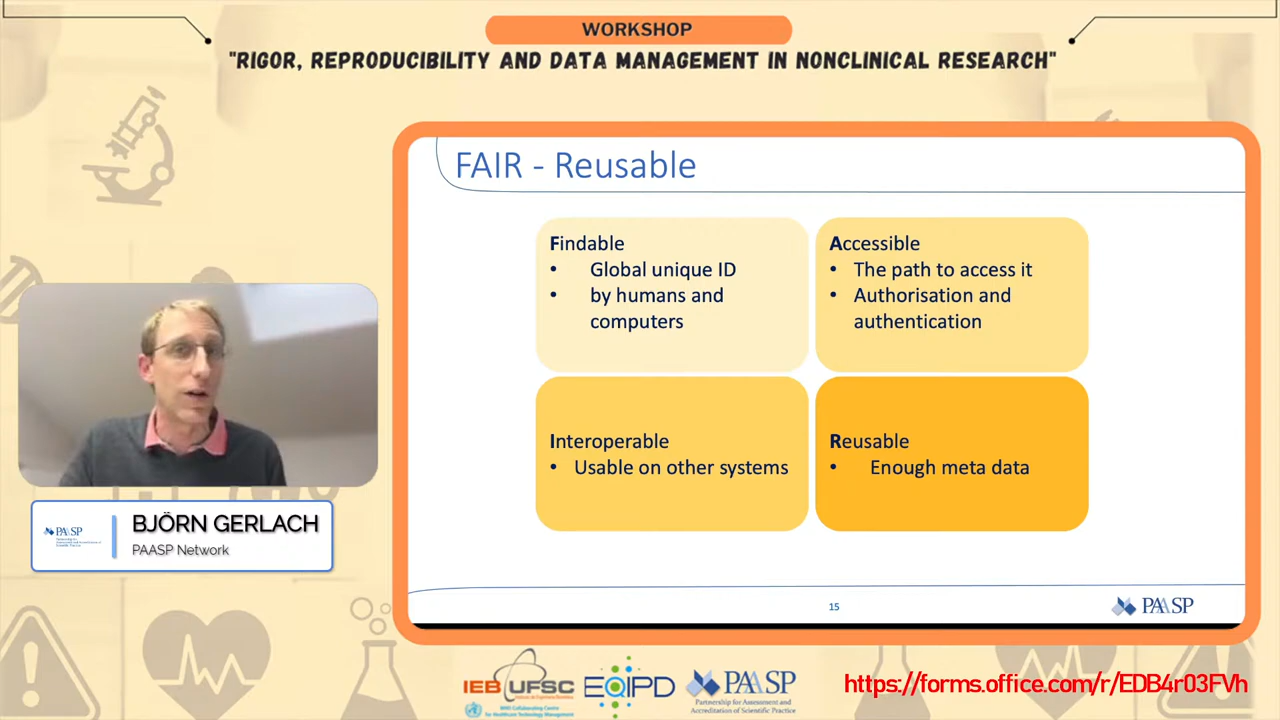 WORKSHOP
"RIGOR, REPRODUCIBILITY AND DATA MANAGEMENT IN NONCLINICAL RESEARCH"
FAIR - Reusable
Findable
• Global unique ID
• by humans and
computers
Accessible
• The path to access it
• Authorisation and
authentication
Interoperable
• Usable on other systems
Reusable
• Enough meta data
15
PAASP
PAASP
BJÖRN GERLACH
PAASP Network
IEB UFSC
EQIPD
PAASP
Partnership for Assessment and
Accreditation of Scientific Practice
https://forms.office.com/r/EDB4r03FVh